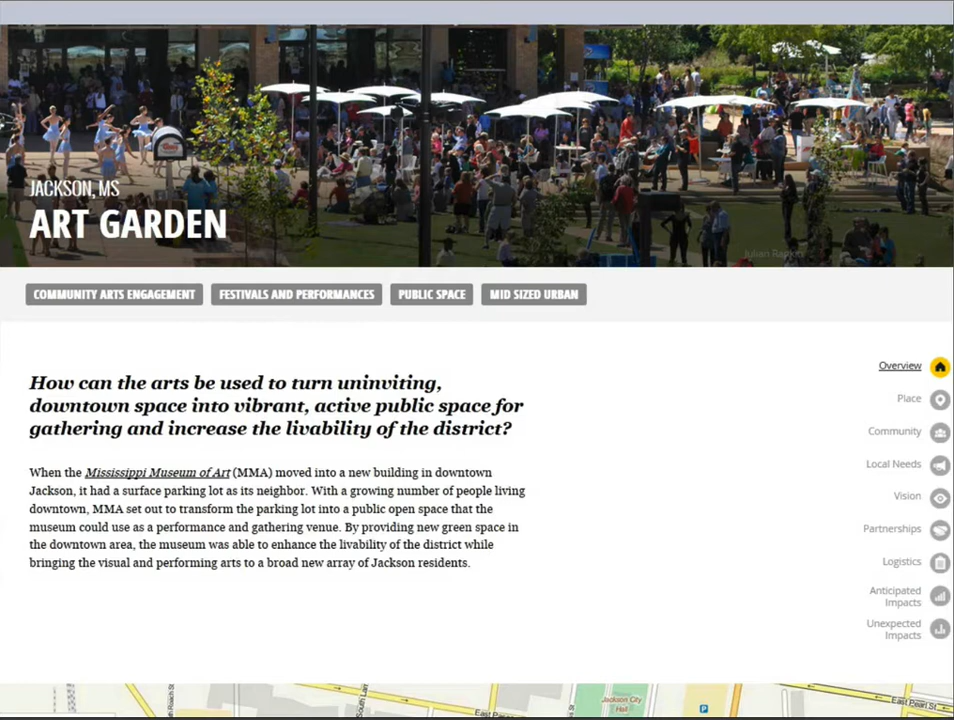 JACKSON, MS
ART GARDEN
Julian Rankin
COMMUNITY ARTS ENGAGEMENT
FESTIVALS AND PERFORMANCES
PUBLIC SPACE
MID SIZED URBAN
How can the arts be used to turn uninviting,
downtown space into vibrant, active public space for
gathering and increase the livability of the district?
When the Mississippi Museum of Art (MMA) moved into a new building in downtown
Jackson, it had a surface parking lot as its neighbor. With a growing number of people living
downtown, MMA set out to transform the parking lot into a public open space that the
museum could use as a performance and gathering venue. By providing new green space in
the downtown area, the museum was able to enhance the livability of the district while
bringing the visual and performing arts to a broad new array of Jackson residents.
Overview
Place
Community
Local Needs
Vision
Partnerships
Logistics
Anticipated
Impacts
Unexpected
Impacts
Jackson City
Hall
P
East Pearl St